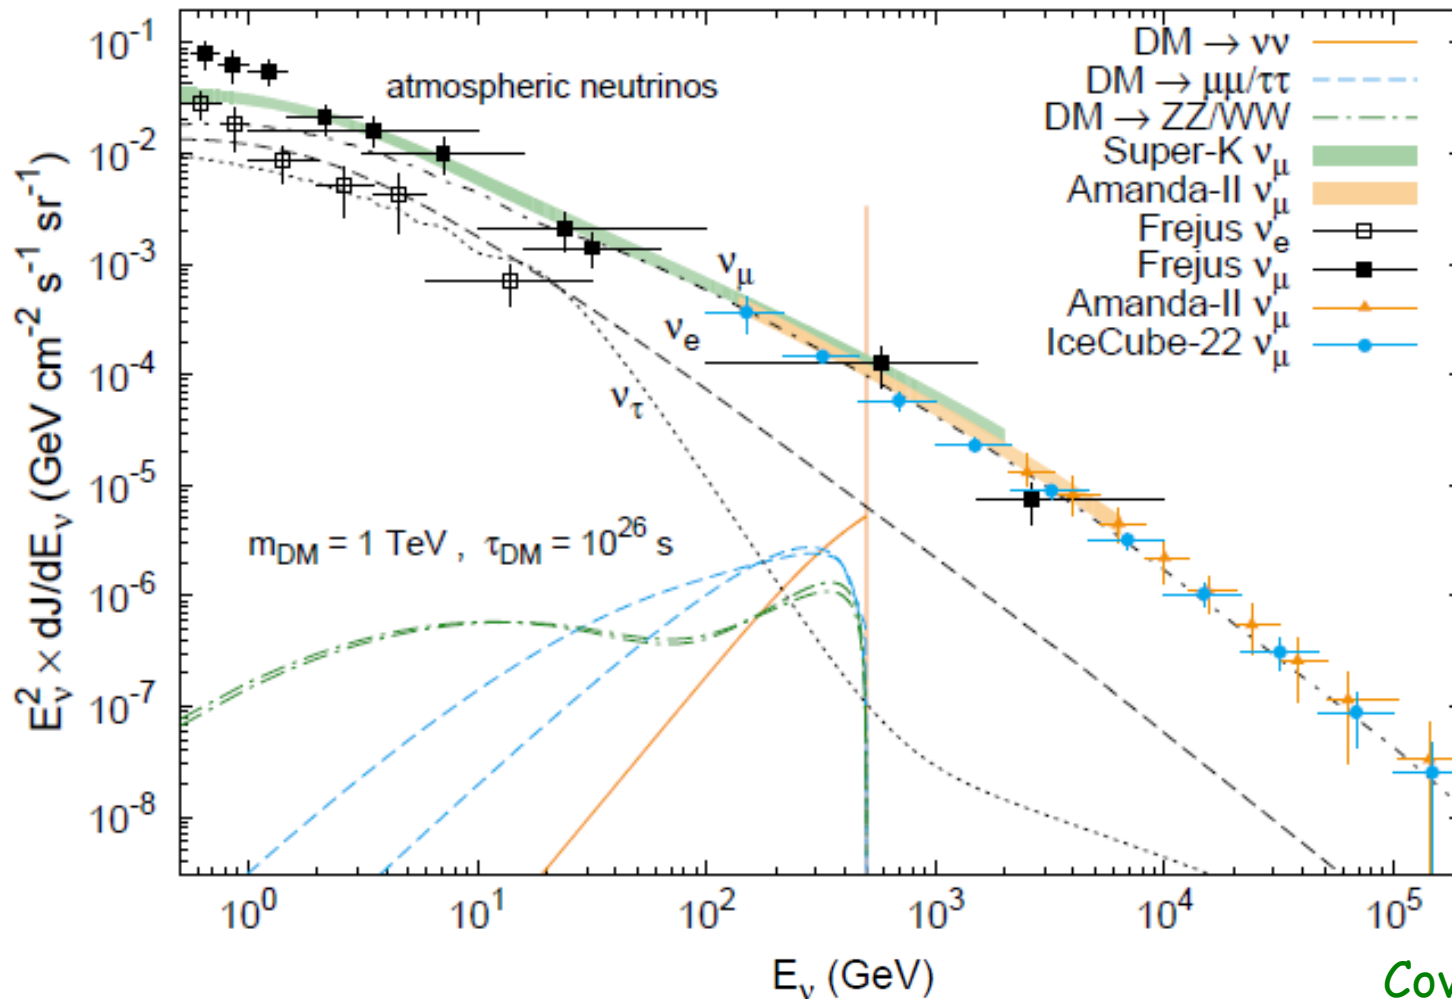 DM → νν
DM → μμ/ττ
DM → ZZ/WW
Super-K ν_μ
Amanda-II ν_μ
Frejus ν_e
Frejus ν_μ
Amanda-II ν_μ
IceCube-22 ν_μ
atmospheric neutrinos
ν_μ
ν_e
ν_τ
m_DM = 1 TeV , τ_DM = 10^26 s
E_ν^2 × dJ/dE_ν (GeV cm^-2 s^-1 sr^-1)
10^-1
10^-2
10^-3
10^-4
10^-5
10^-6
10^-7
10^-8
10^0 10^1 10^2 10^3 10^4 10^5
E_ν (GeV)
Cov